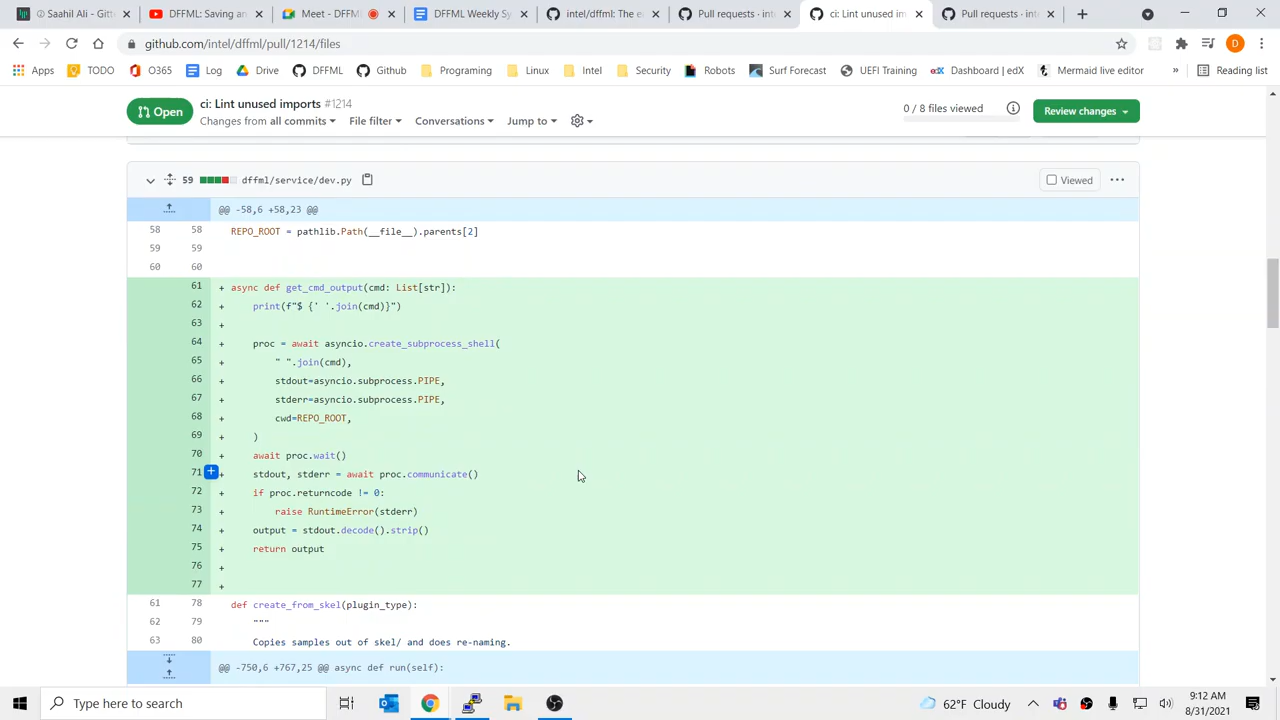 ② Saahil Ali - Gitte
DFFML: Saving an
Meet - DFFML
DFFML Weekly Sy
intel/dffml: The e
Pull requests · inte
ci: Lint unused im
Pull requests · inte
github.com/intel/dffml/pull/1214/files
D
Apps
TODO
O365
Log
Drive
DFFML
Github
Programing
Linux
Intel
Security
Robots
Surf Forecast
UEFI Training
Dashboard | edX
Mermaid live editor
»
Reading list
Open
ci: Lint unused imports #1214
Changes from all commits
File filter
Conversations
Jump to
0 / 8 files viewed
Review changes
59 dffml/service/dev.py
Viewed
@@ -58,6 +58,23 @@
58 58 REPO_ROOT = pathlib.Path(__file__).parents[2]
59 59
60 60
61 + async def get_cmd_output(cmd: List[str]):
62 + print(f"$ {' '.join(cmd)}")
63 +
64 + proc = await asyncio.create_subprocess_shell(
65 + " ".join(cmd),
66 + stdout=asyncio.subprocess.PIPE,
67 + stderr=asyncio.subprocess.PIPE,
68 + cwd=REPO_ROOT,
69 + )
70 + await proc.wait()
71 + stdout, stderr = await proc.communicate()
72 + if proc.returncode != 0:
73 + raise RuntimeError(stderr)
74 + output = stdout.decode().strip()
75 + return output
76 +
77 +
61 78 def create_from_skel(plugin_type):
62 79 """
63 80 Copies samples out of skel/ and does re-naming.
@@ -750,6 +767,25 @@ async def run(self):
Type here to search
62°F Cloudy
9:12 AM
8/31/2021